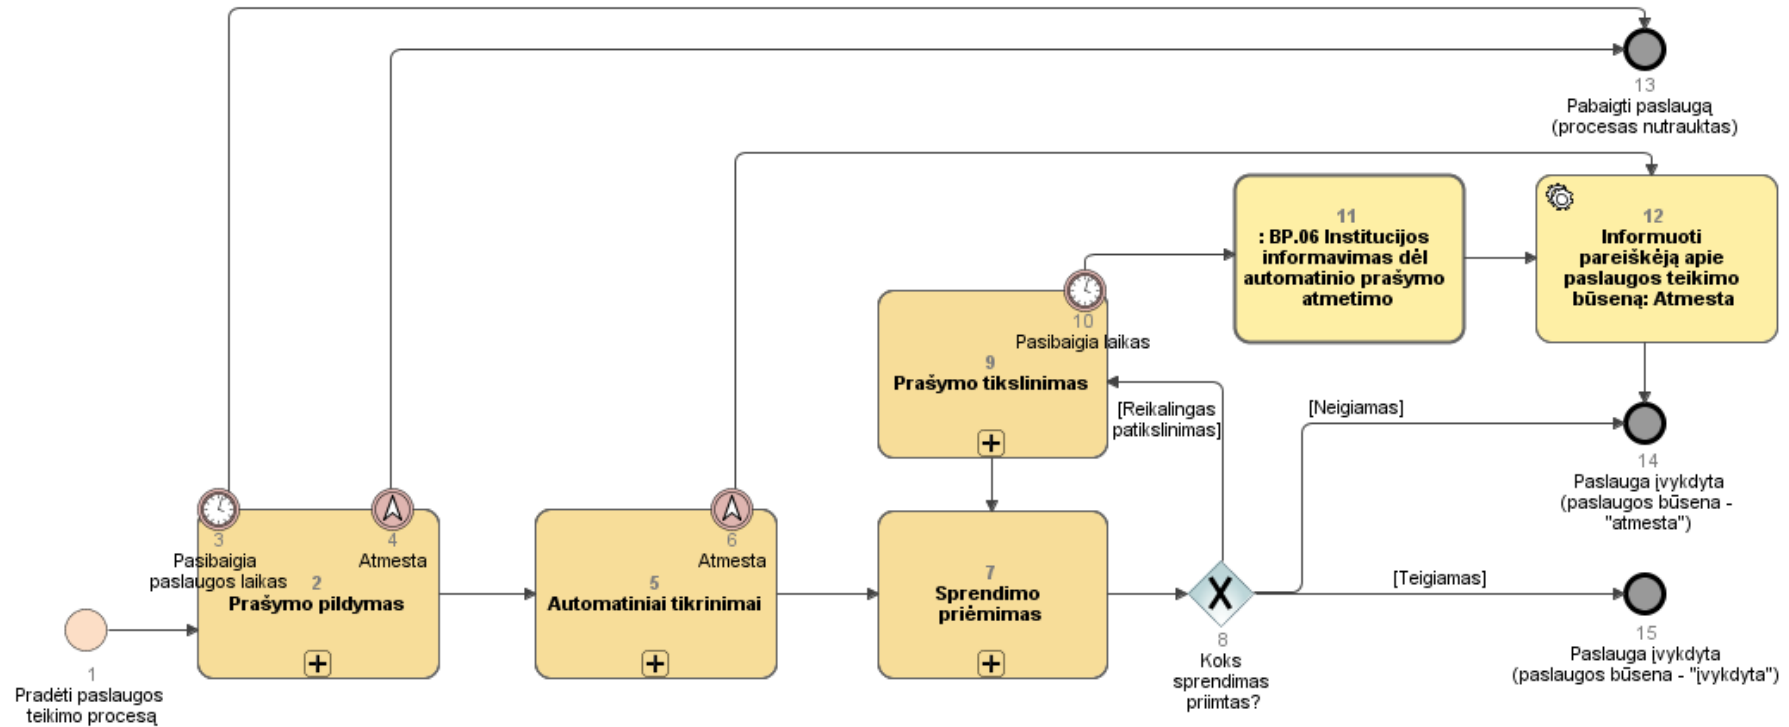 13
Pabaigti paslaugą
(procesas nutrauktas)
11
: BP.06 Institucijos
informavimas dėl
automatinio prašymo
atmetimo
12
Informuoti
pareiškėją apie
paslaugos teikimo
būseną: Atmesta
10
Pasibaigia laikas
9
Prašymo tikslinimas
[Reikalingas
patikslinimas]
[Neigiamas]
14
Paslauga įvykdyta
(paslaugos būsena -
"atmesta")
3
Pasibaigia
paslaugos laikas
4
Atmesta
2
Prašymo pildymas
6
Atmesta
5
Automatiniai tikrinimai
7
Sprendimo
priėmimas
X
8
Koks
sprendimas
priimtas?
[Teigiamas]
15
Paslauga įvykdyta
(paslaugos būsena - "įvykdyta")
1
Pradėti paslaugos
teikimo procesą